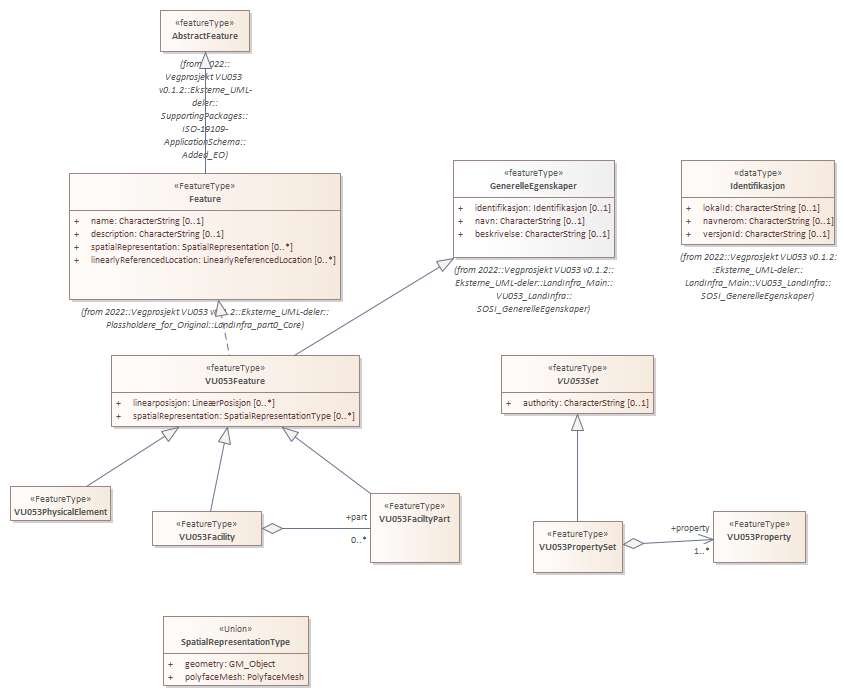 «featureType»
AbstractFeature
(from 2022::
Vegprosjekt VU053
v0.1.2::Eksterne_UML-
deler::
SupportingPackages::
ISO-19109-
ApplicationSchema::
Added_EO)
«FeatureType»
Feature
+ name: CharacterString [0..1]
+ description: CharacterString [0..1]
+ spatialRepresentation: SpatialRepresentation [0..*]
+ linearlyReferencedLocation: LinearlyReferencedLocation [0..*]
(from 2022::Vegprosjekt VU053 v0.1.2::Eksterne_UML-deler::
Plassholdere_for_Original::LandInfra_part0_Core)
«featureType»
GenerelleEgenskaper
+ identifikasjon: Identifikasjon [0..1]
+ navn: CharacterString [0..1]
+ beskrivelse: CharacterString [0..1]
(from 2022::Vegprosjekt VU053 v0.1.2::
Eksterne_UML-deler::LandInfra_Main::
VU053_LandInfra::
SOSI_GenerelleEgenskaper)
«dataType»
Identifikasjon
+ lokalId: CharacterString [0..1]
+ navnerom: CharacterString [0..1]
+ versjonId: CharacterString [0..1]
(from 2022::Vegprosjekt VU053 v0.1.2:
:Eksterne_UML-deler::
LandInfra_Main::VU053_LandInfra::
SOSI_GenerelleEgenskaper)
«featureType»
VU053Feature
+ linearposisjon: LineærPosisjon [0..*]
+ spatialRepresentation: SpatialRepresentationType [0..*]
«featureType»
VU053Set
+ authority: CharacterString [0..1]
«FeatureType»
VU053PhysicalElement
«FeatureType»
VU053Facility
+part
0..*
«FeatureType»
VU053FaciltyPart
«FeatureType»
VU053PropertySet
+property
1..*
«FeatureType»
VU053Property
«Union»
SpatialRepresentationType
+ geometry: GM_Object
+ polyfaceMesh: PolyfaceMesh